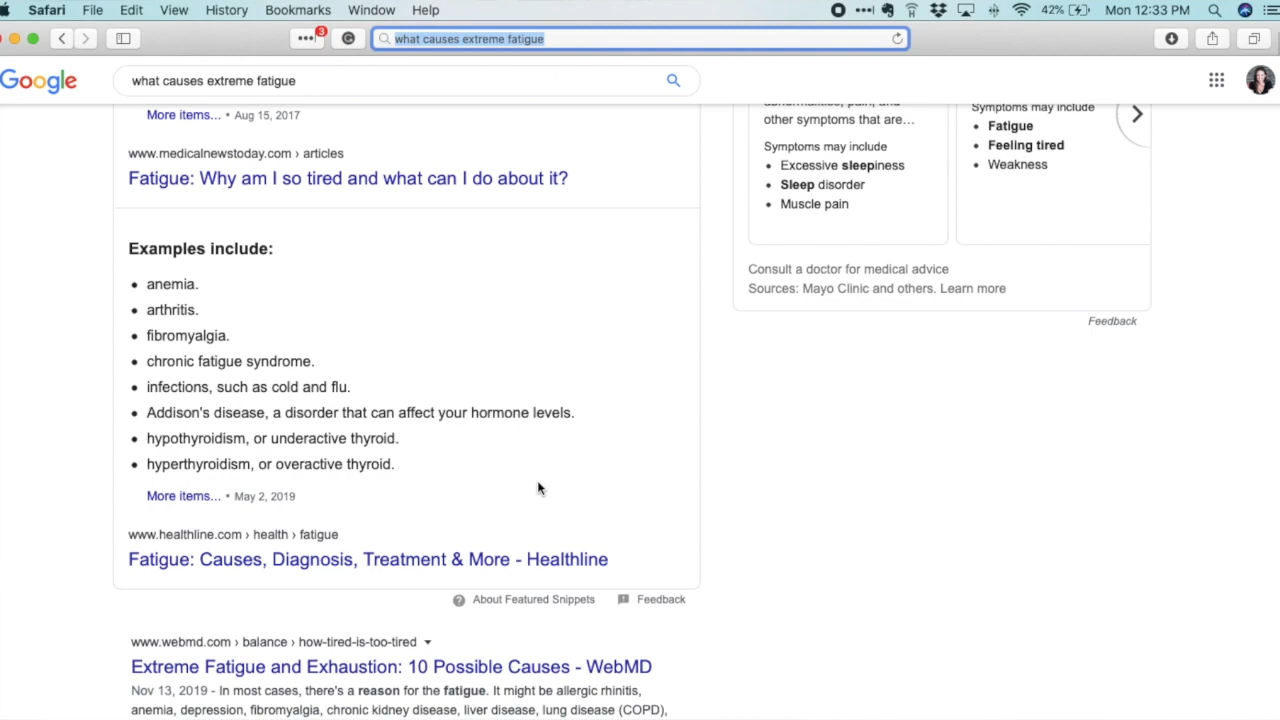 Safari File Edit View History Bookmarks Window Help 42% Mon 12:33 PM
3 what causes extreme fatigue
Google what causes extreme fatigue
More items... • Aug 15, 2017
www.medicalnewstoday.com › articles
Fatigue: Why am I so tired and what can I do about it?
Examples include:
• anemia.
• arthritis.
• fibromyalgia.
• chronic fatigue syndrome.
• infections, such as cold and flu.
• Addison's disease, a disorder that can affect your hormone levels.
• hypothyroidism, or underactive thyroid.
• hyperthyroidism, or overactive thyroid.
More items... • May 2, 2019
www.healthline.com › health › fatigue
Fatigue: Causes, Diagnosis, Treatment & More - Healthline
About Featured Snippets Feedback
www.webmd.com › balance › how-tired-is-too-tired
Extreme Fatigue and Exhaustion: 10 Possible Causes - WebMD
Nov 13, 2019 - In most cases, there's a reason for the fatigue. It might be allergic rhinitis,
anemia, depression, fibromyalgia, chronic kidney disease, liver disease, lung disease (COPD),
abnormalities, pain, and
other symptoms that are...
Symptoms may include
• Excessive sleepiness
• Sleep disorder
• Muscle pain
Symptoms may include
• Fatigue
• Feeling tired
• Weakness
Consult a doctor for medical advice
Sources: Mayo Clinic and others. Learn more
Feedback